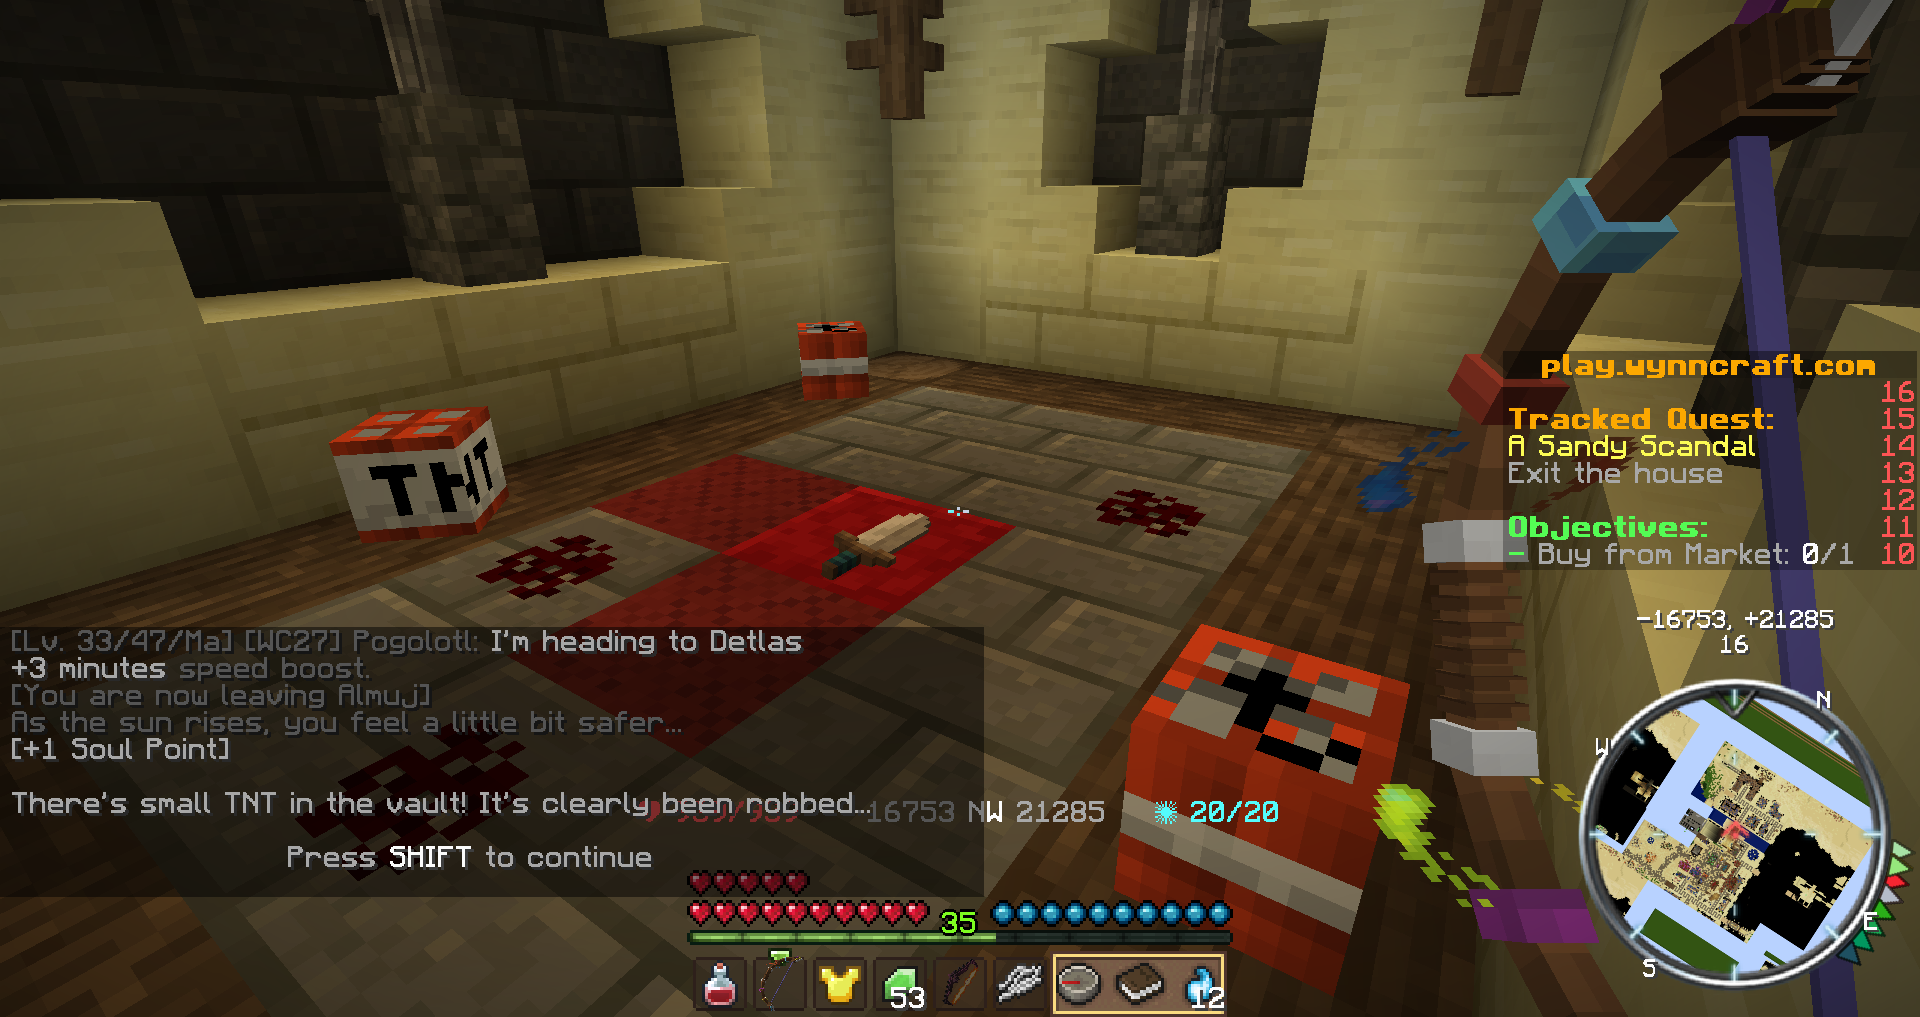 TNT
play.wynncraft.com
16
Tracked Quest: 15
A Sandy Scandal 14
Exit the house 13
12
Objectives: 11
- Buy from Market: 0/1 10
-16753, +21285
16
N
W
E
S
[Lv. 33/47/Ma] [WC27] Pogolotl: I'm heading to Detlas
+3 minutes speed boost.
[You are now leaving Almuj]
As the sun rises, you feel a little bit safer...
[+1 Soul Point]
There's small TNT in the vault! It's clearly been robbed...
Press SHIFT to continue
16753 NW 21285
20/20
35
53
12